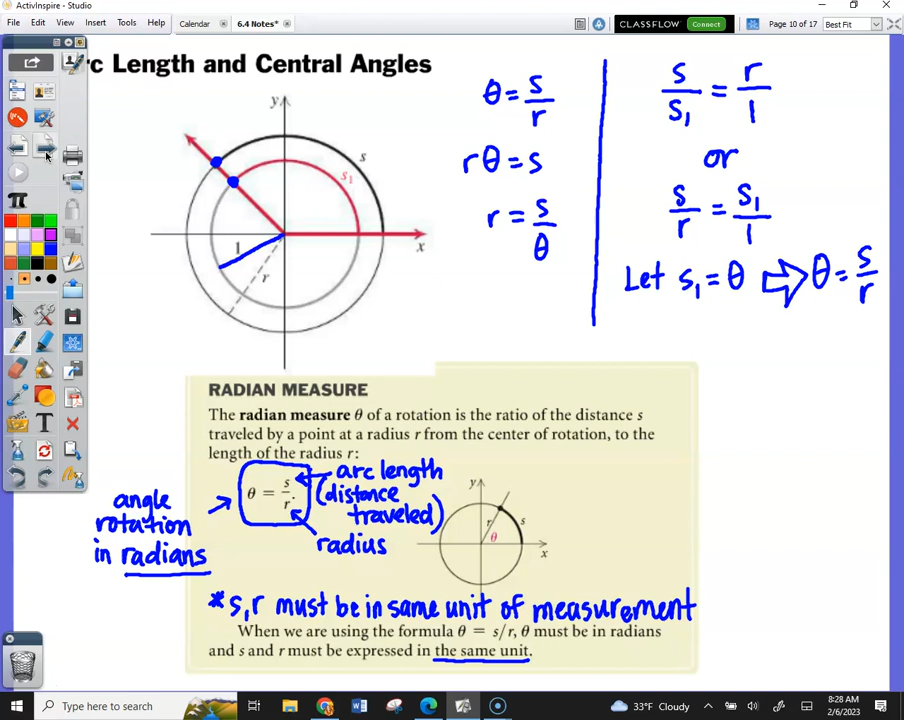 ActivInspire - Studio
File Edit View Insert Tools Help
Calendar
6.4 Notes*
CLASSFLOW
Connect
Page 10 of 17
Best Fit
rc Length and Central Angles
y
s
s₁
x
1
r
θ = s/r
rθ = s
r = s/θ
s/s₁ = r/1
or
s/r = s₁/1
Let s₁ = θ ⇨ θ = s/r
RADIAN MEASURE
The radian measure θ of a rotation is the ratio of the distance s
traveled by a point at a radius r from the center of rotation, to the
length of the radius r:
θ = s/r.
arc length
(distance
traveled)
radius
angle
rotation
in radians
y
r
s
θ
x
* s, r must be in same unit of measurement
When we are using the formula θ = s/r, θ must be in radians
and s and r must be expressed in the same unit.
Type here to search
33°F Cloudy
8:28 AM
2/6/2023